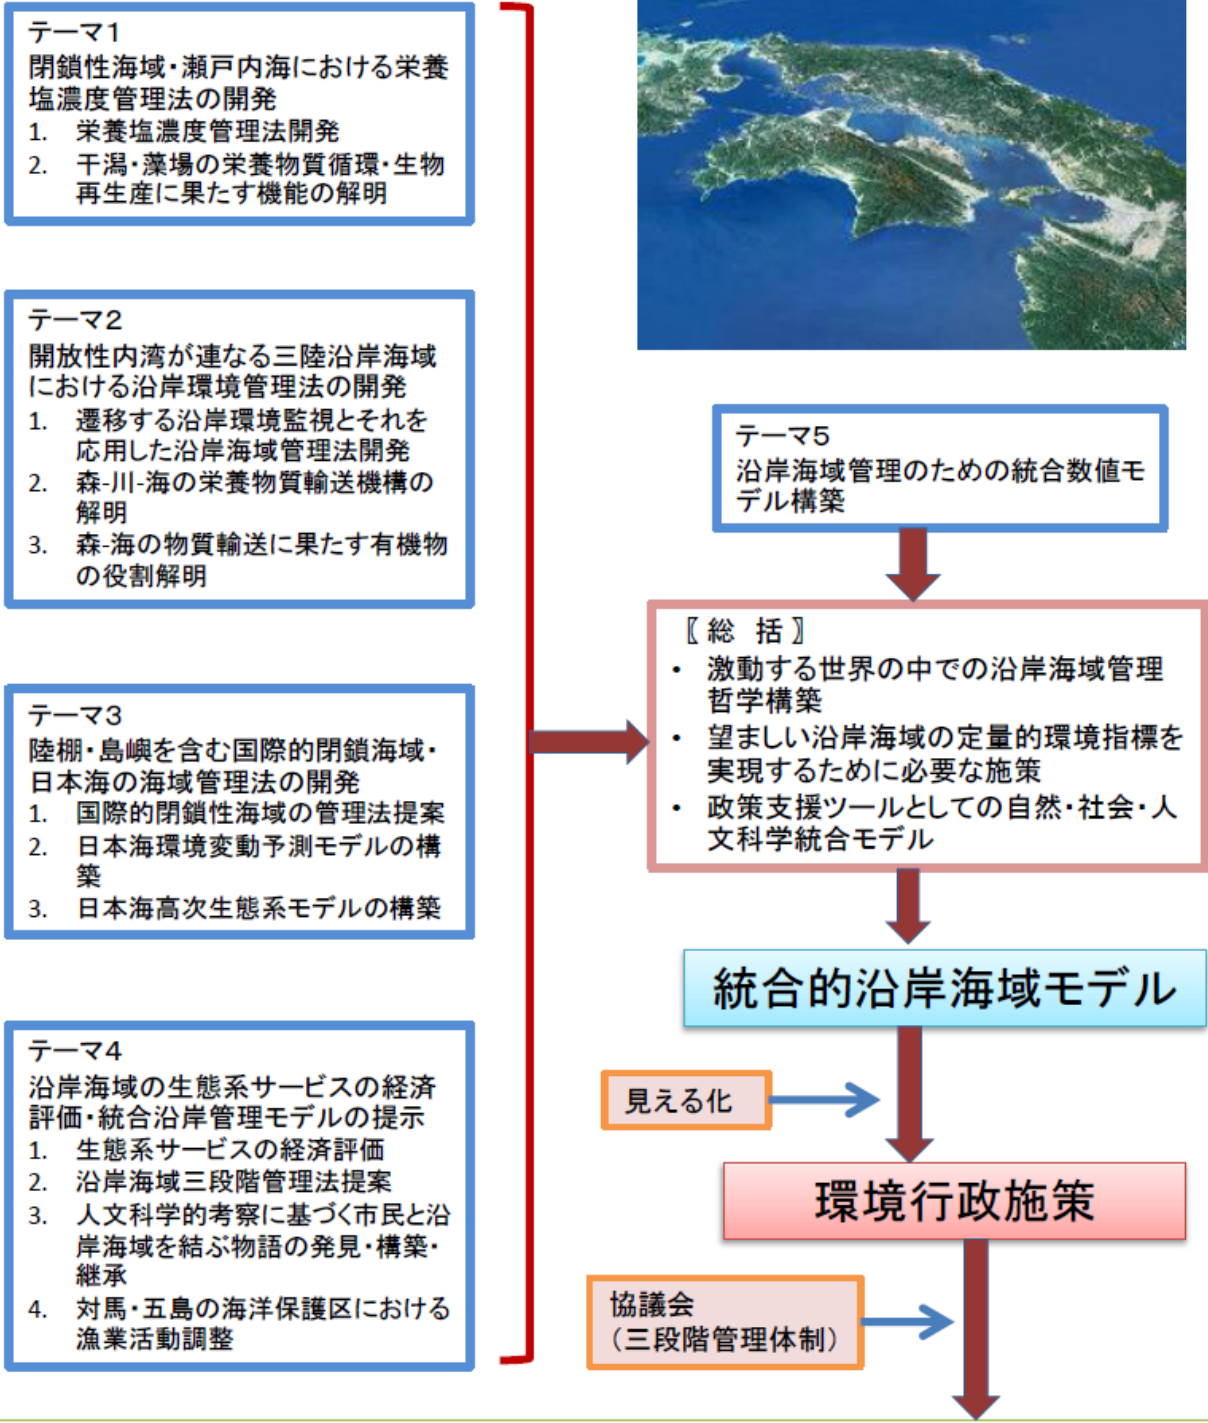 テーマ1
閉鎖性海域・瀬戸内海における栄養
塩濃度管理法の開発
1. 栄養塩濃度管理法開発
2. 干潟・藻場の栄養物質循環・生物
再生産に果たす機能の解明
テーマ2
開放性内湾が連なる三陸沿岸海域
における沿岸環境管理法の開発
1. 遷移する沿岸環境監視とそれを
応用した沿岸海域管理法開発
2. 森-川-海の栄養物質輸送機構の
解明
3. 森-海の物質輸送に果たす有機物
の役割解明
テーマ3
陸棚・島嶼を含む国際的閉鎖海域・
日本海の海域管理法の開発
1. 国際的閉鎖性海域の管理法提案
2. 日本海環境変動予測モデルの構
築
3. 日本海高次生態系モデルの構築
テーマ4
沿岸海域の生態系サービスの経済
評価・統合沿岸管理モデルの提示
1. 生態系サービスの経済評価
2. 沿岸海域三段階管理法提案
3. 人文科学的考察に基づく市民と沿
岸海域を結ぶ物語の発見・構築・
継承
4. 対馬・五島の海洋保護区における
漁業活動調整
テーマ5
沿岸海域管理のための統合数値モ
デル構築
〖総 括〗
• 激動する世界の中での沿岸海域管理
哲学構築
• 望ましい沿岸海域の定量的環境指標を
実現するために必要な施策
• 政策支援ツールとしての自然・社会・人
文科学統合モデル
統合的沿岸海域モデル
見える化
環境行政施策
協議会
（三段階管理体制）